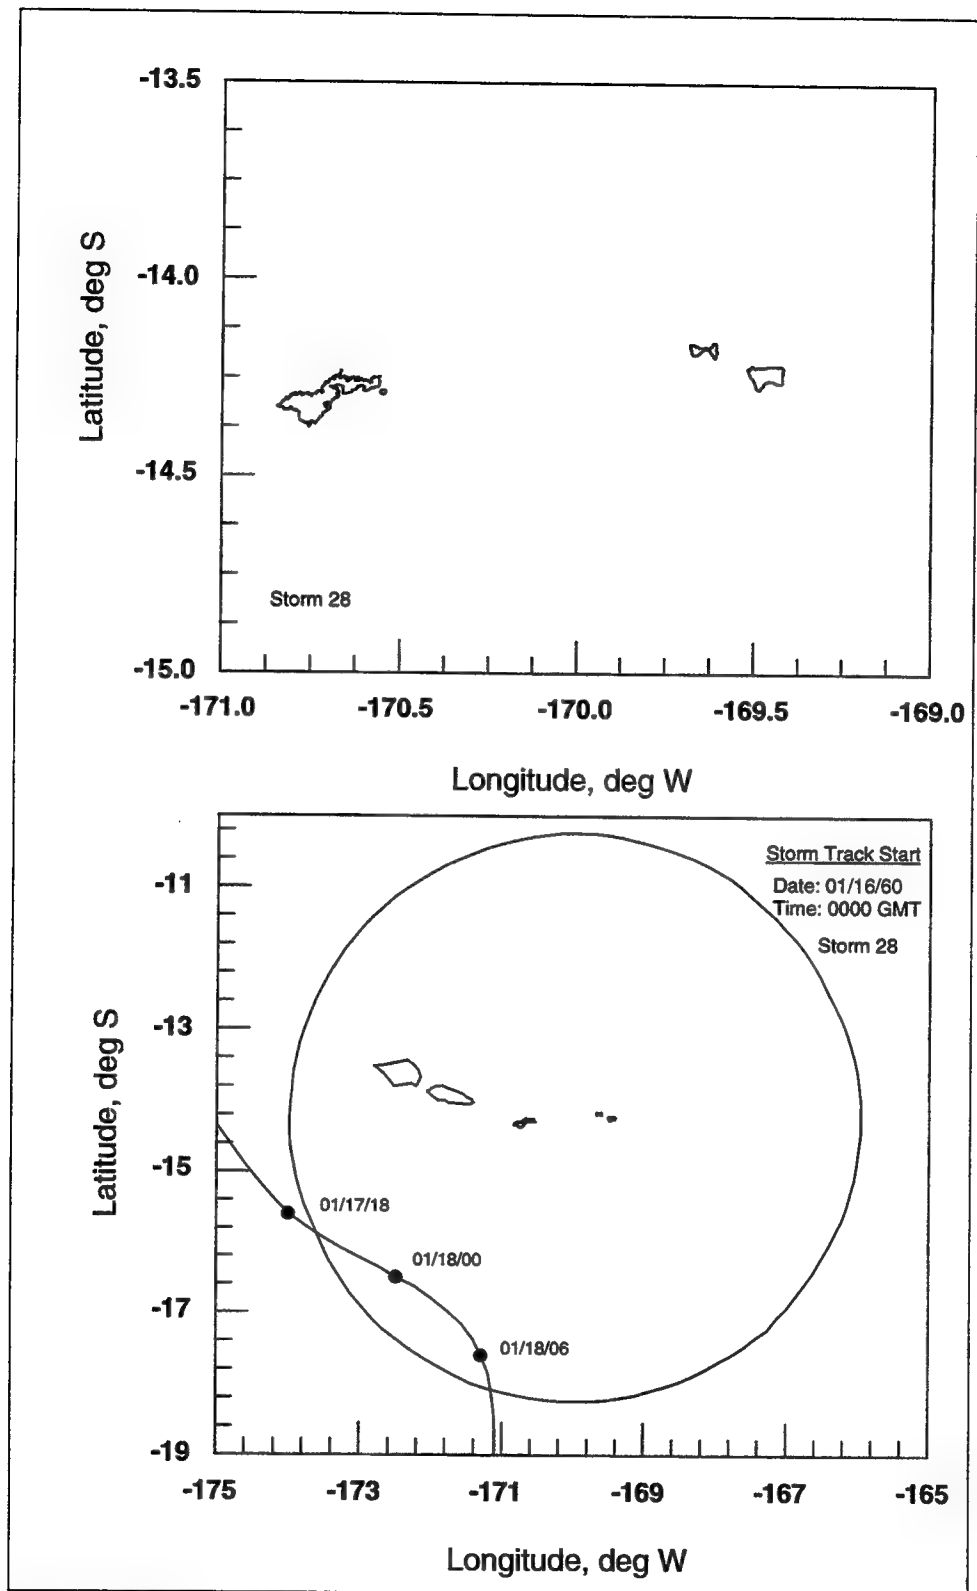 -13.5
-14.0
-14.5
-15.0
Latitude, deg S
Storm 28
-171.0
-170.5
-170.0
-169.5
-169.0
Longitude, deg W
Storm Track Start
Date: 01/16/60
Time: 0000 GMT
Storm 28
-11
-13
-15
-17
-19
Latitude, deg S
01/17/18
01/18/00
01/18/06
-175
-173
-171
-169
-167
-165
Longitude, deg W